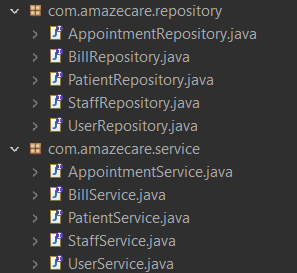 com.amazecare.repository
AppointmentRepository.java
BillRepository.java
PatientRepository.java
StaffRepository.java
UserRepository.java
com.amazecare.service
AppointmentService.java
BillService.java
PatientService.java
StaffService.java
UserService.java